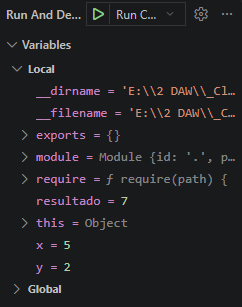 Run And De... Run C...
Variables
Local
__dirname = 'E:\\2 DAW\\_Cl...
__filename = 'E:\\2 DAW\\_C...
exports = {}
module = Module {id: '.', p...
require = ƒ require(path) {
resultado = 7
this = Object
x = 5
y = 2
Global